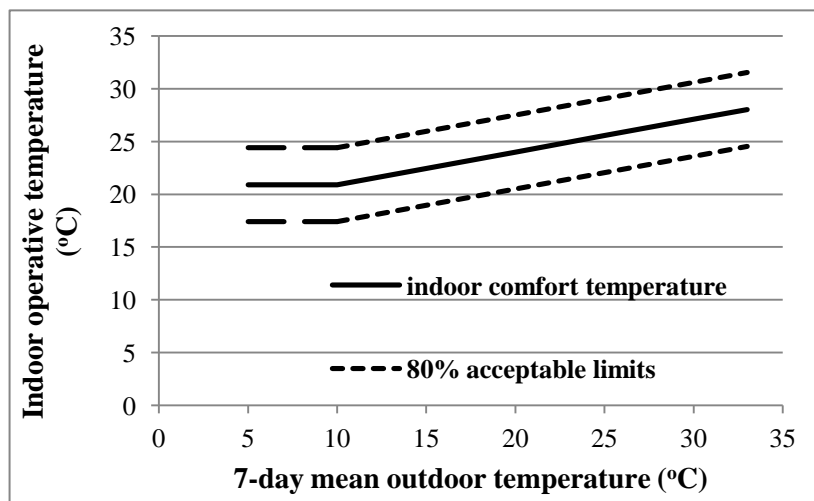 Indoor operative temperature
(ºC)
35
30
25
20
15
10
5
0
indoor comfort temperature
80% acceptable limits
0 5 10 15 20 25 30 35
7-day mean outdoor temperature (ºC)